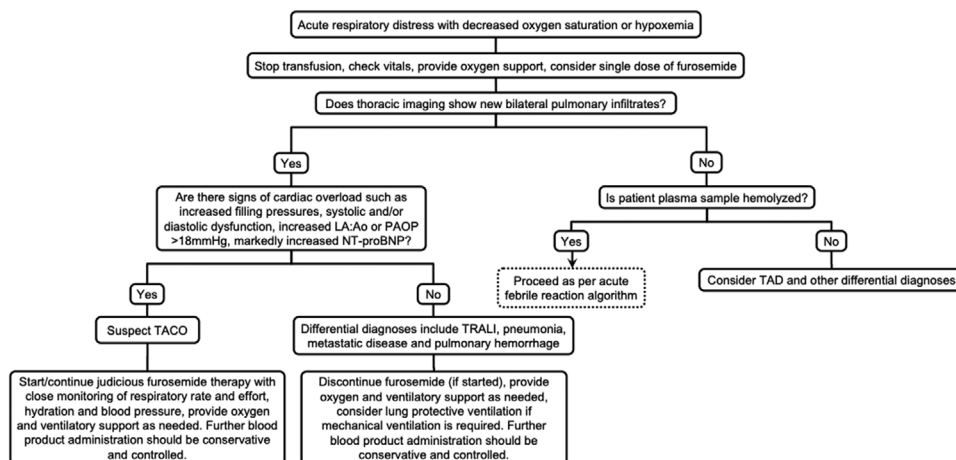 Acute respiratory distress with decreased oxygen saturation or hypoxemia
Stop transfusion, check vitals, provide oxygen support, consider single dose of furosemide
Does thoracic imaging show new bilateral pulmonary infiltrates?
Yes
No
Are there signs of cardiac overload such as
increased filling pressures, systolic and/or
diastolic dysfunction, increased LA:Ao or PAOP
>18mmHg, markedly increased NT-proBNP?
Is patient plasma sample hemolyzed?
Yes
No
Proceed as per acute
febrile reaction algorithm
Consider TAD and other differential diagnoses
Yes
No
Suspect TACO
Differential diagnoses include TRALI, pneumonia,
metastatic disease and pulmonary hemorrhage
Start/continue judicious furosemide therapy with
close monitoring of respiratory rate and effort,
hydration and blood pressure, provide oxygen
and ventilatory support as needed. Further blood
product administration should be conservative
and controlled.
Discontinue furosemide (if started), provide
oxygen and ventilatory support as needed,
consider lung protective ventilation if
mechanical ventilation is required. Further
blood product administration should be
conservative and controlled.